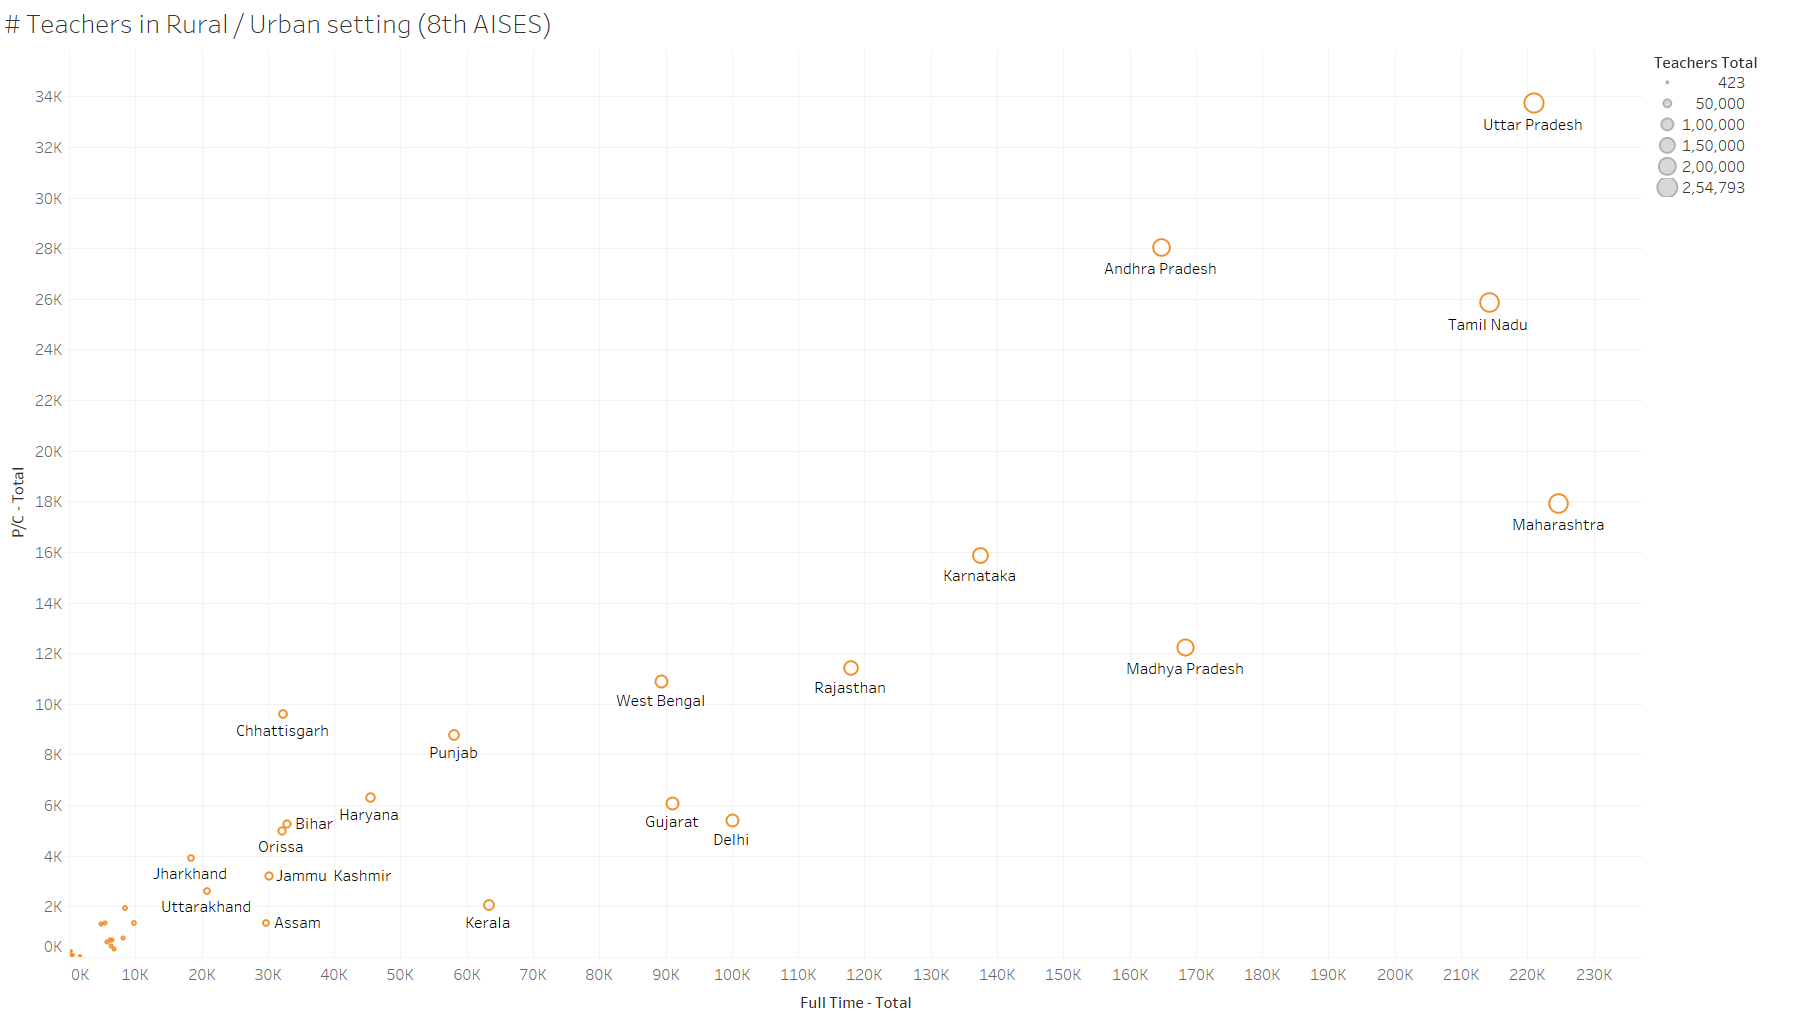 # Teachers in Rural / Urban setting (8th AISES)
Teachers Total
423
50,000
1,00,000
1,50,000
2,00,000
2,54,793
34K
32K
30K
28K
26K
24K
22K
20K
18K
16K
14K
12K
10K
8K
6K
4K
2K
0K
P/C - Total
Uttar Pradesh
Andhra Pradesh
Tamil Nadu
Maharashtra
Karnataka
Madhya Pradesh
Rajasthan
West Bengal
Chhattisgarh
Punjab
Haryana
Gujarat
Bihar
Delhi
Orissa
Jharkhand
Jammu Kashmir
Uttarakhand
Assam
Kerala
0K 10K 20K 30K 40K 50K 60K 70K 80K 90K 100K 110K 120K 130K 140K 150K 160K 170K 180K 190K 200K 210K 220K 230K
Full Time - Total